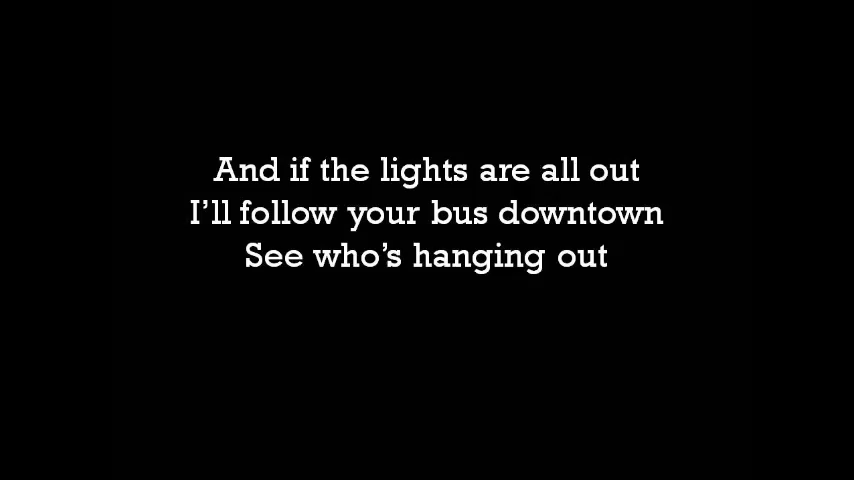 And if the lights are all out
I’ll follow your bus downtown
See who’s hanging out